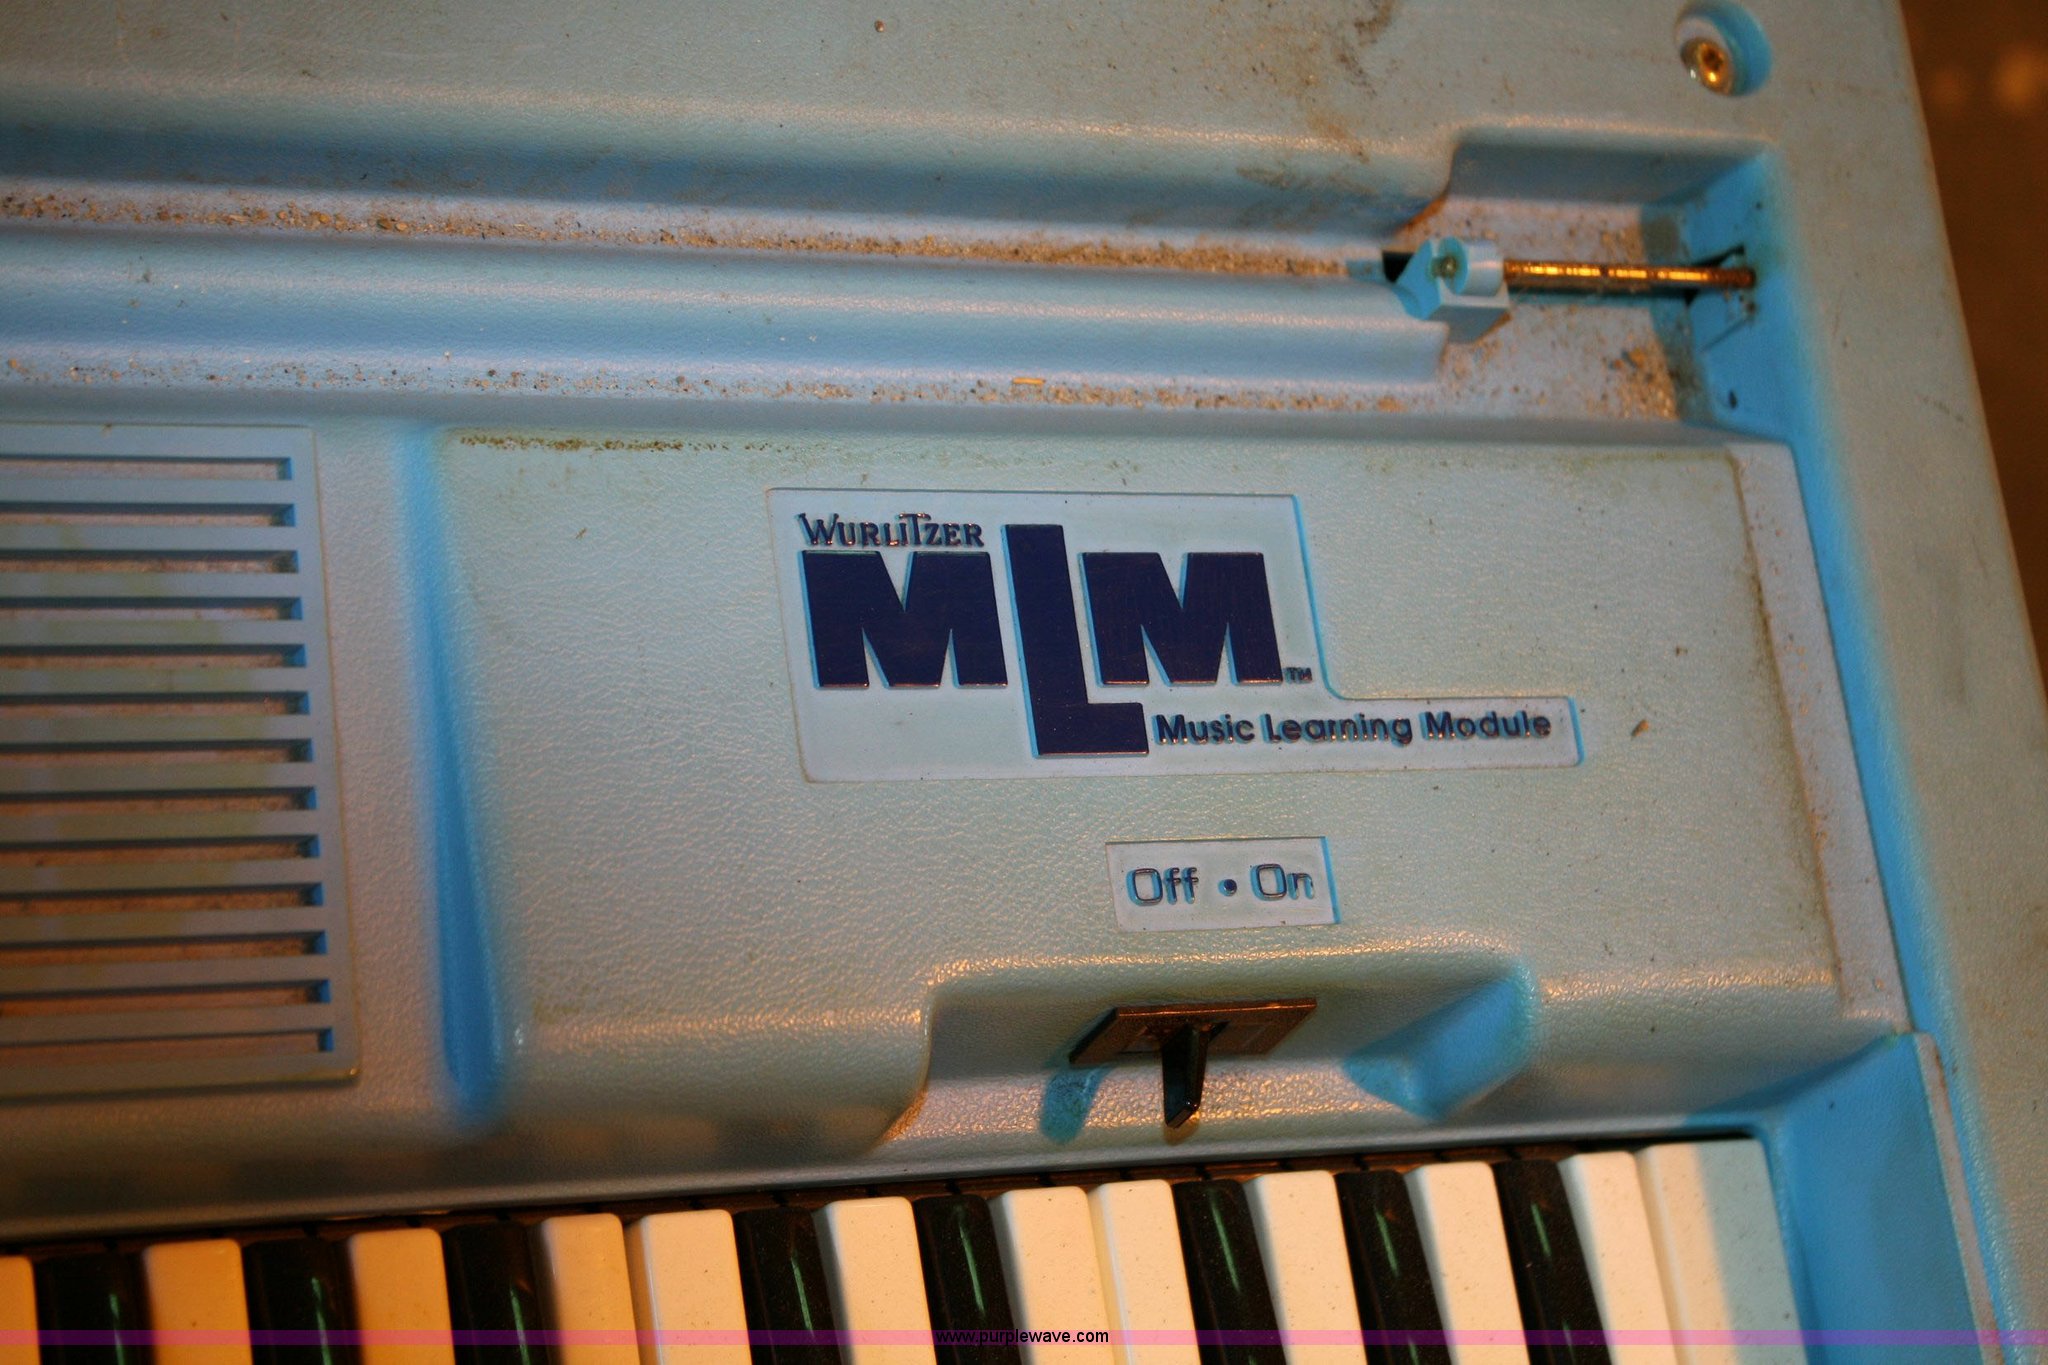 WURLITZER
MLM™
Music Learning Module
Off • On
www.purplewave.com